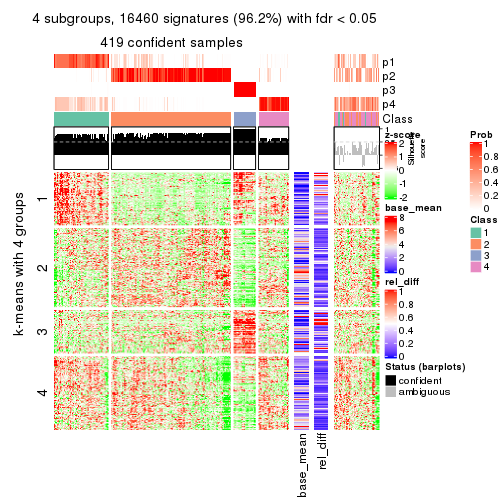 4 subgroups, 16460 signatures (96.2%) with fdr < 0.05
419 confident samples
p1
p2
p3
p4
Class
1
Silhouette
score
z-score
2
1
0
-1
-2
base_mean
8
6
4
2
0
rel_diff
1
0.8
0.6
0.4
0.2
0
Status (barplots)
confident
ambiguous
Prob
1
0.8
0.6
0.4
0.2
0
Class
1
2
3
4
k-means with 4 groups
1
2
3
4
base_mean
rel_diff